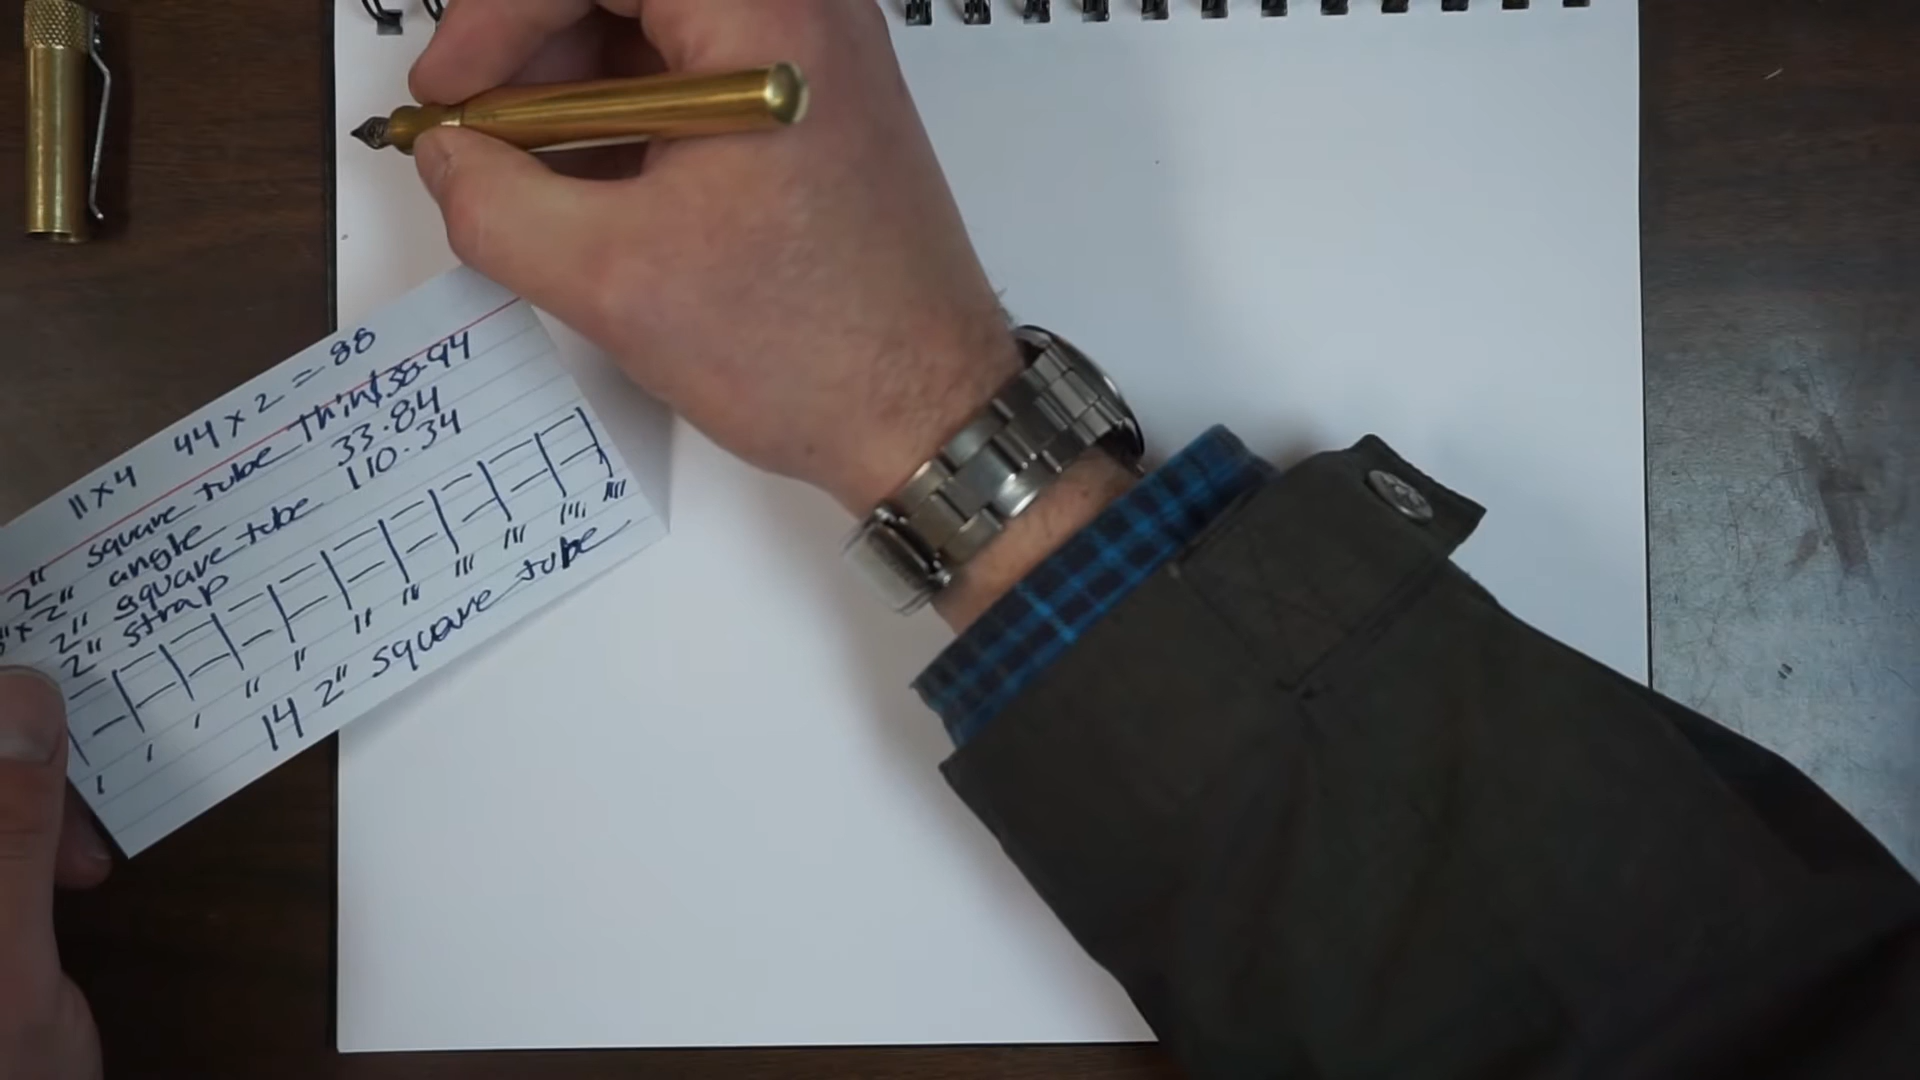 11x4 44x2=88
2" square tube thin $38.94
"x2" angle 33.84
2" square tube 110.34
2" strap
14 2" square tube